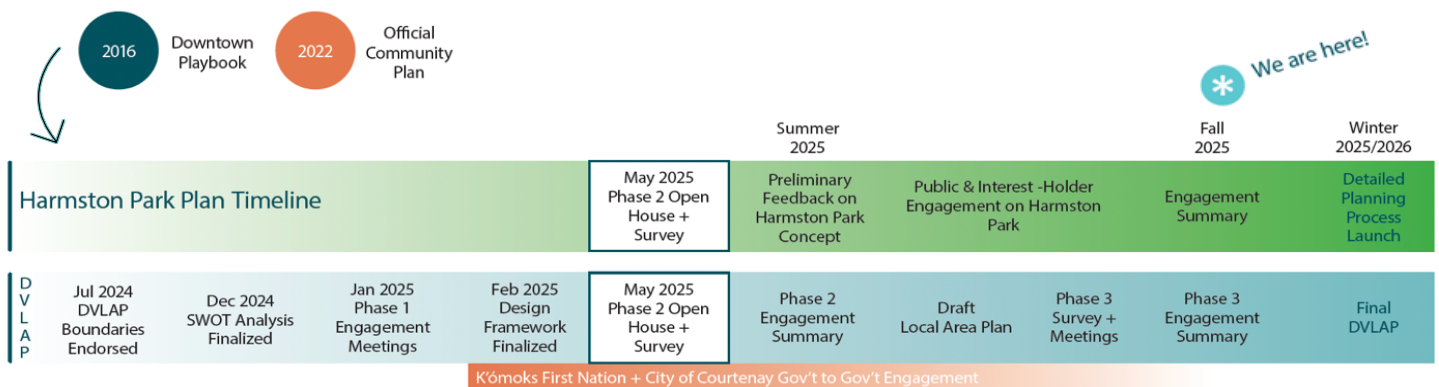 2016
Downtown
Playbook
2022
Official
Community
Plan
*
We are here!
Summer
2025
Fall
2025
Winter
2025/2026
Harmston Park Plan Timeline
May 2025
Phase 2 Open
House +
Survey
Preliminary
Feedback on
Harmston Park
Concept
Public & Interest -Holder
Engagement on Harmston
Park
Engagement
Summary
Detailed
Planning
Process
Launch
D
V
L
A
P
Jul 2024
DVLAP
Boundaries
Endorsed
Dec 2024
SWOT Analysis
Finalized
Jan 2025
Phase 1
Engagement
Meetings
Feb 2025
Design
Framework
Finalized
May 2025
Phase 2 Open
House +
Survey
Phase 2
Engagement
Summary
Draft
Local Area Plan
Phase 3
Survey +
Meetings
Phase 3
Engagement
Summary
Final
DVLAP
K'ómoks First Nation + City of Courtenay Gov't to Gov't Engagement